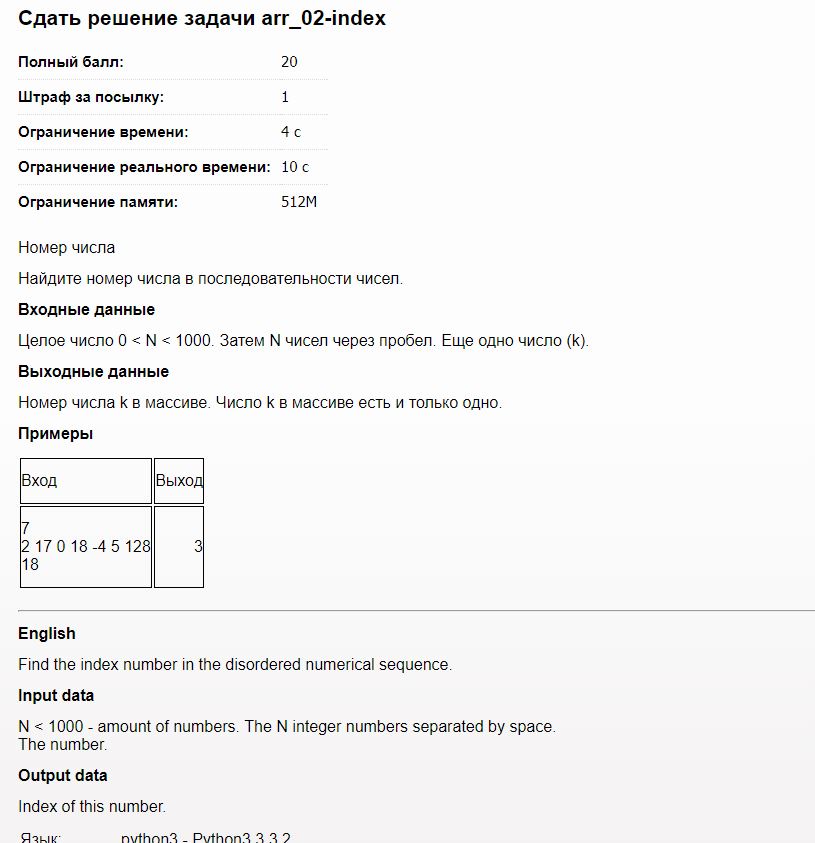 Сдать решение задачи arr_02-index
Полный балл: 20
Штраф за посылку: 1
Ограничение времени: 4 с
Ограничение реального времени: 10 с
Ограничение памяти: 512M
Номер числа
Найдите номер числа в последовательности чисел.
Входные данные
Целое число 0 < N < 1000. Затем N чисел через пробел. Еще одно число (k).
Выходные данные
Номер числа k в массиве. Число k в массиве есть и только одно.
Примеры
Вход Выход
7
2 17 0 18 -4 5 128 3
18
English
Find the index number in the disordered numerical sequence.
Input data
N < 1000 - amount of numbers. The N integer numbers separated by space.
The number.
Output data
Index of this number.
Язык: python3 - Python3 3.3.2